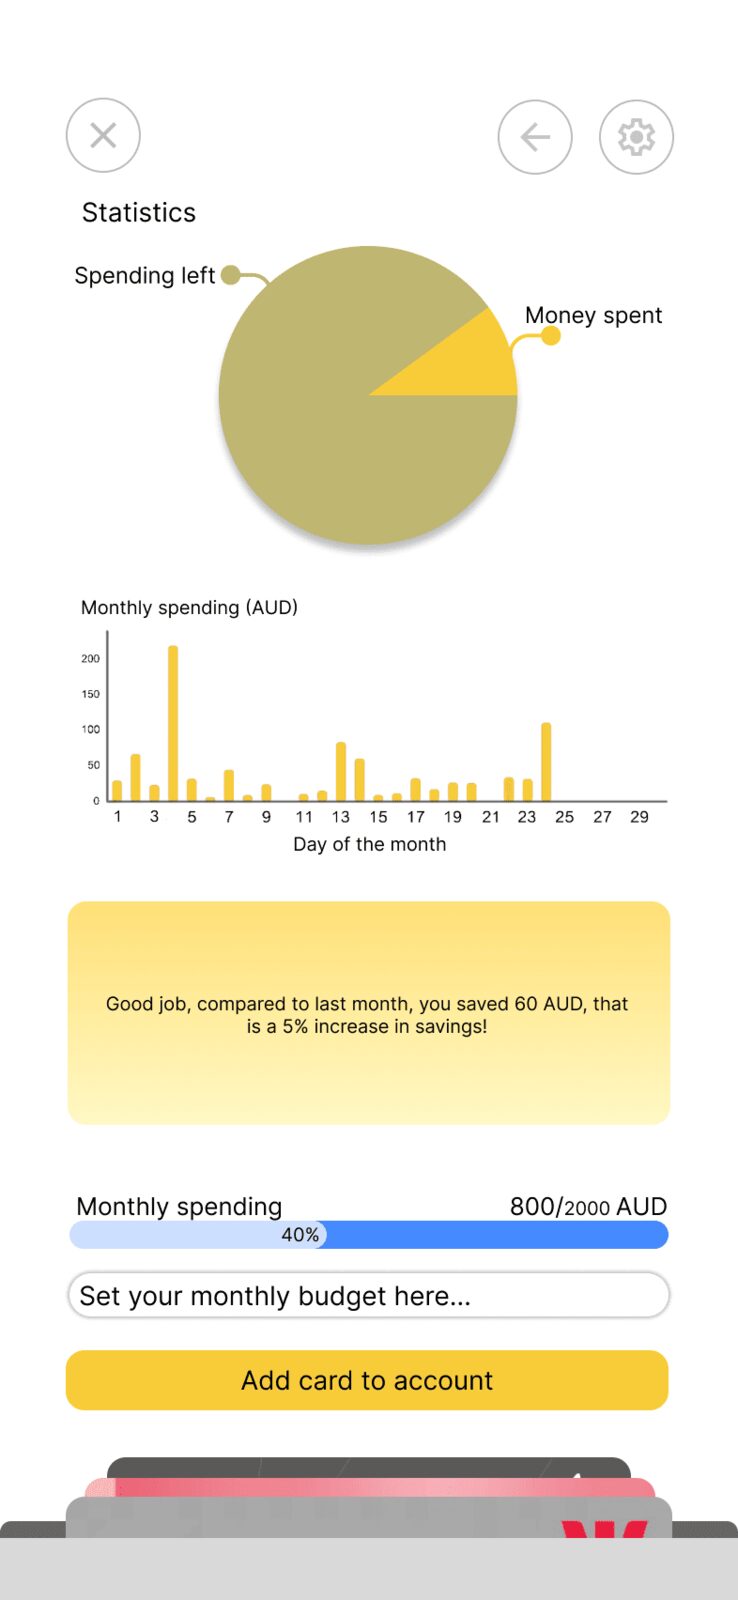 Statistics
Spending left
Money spent
Monthly spending (AUD)
200
150
100
50
0
1 3 5 7 9 11 13 15 17 19 21 23 25 27 29
Day of the month
Good job, compared to last month, you saved 60 AUD, that
is a 5% increase in savings!
Monthly spending 800/2000 AUD
40%
Set your monthly budget here...
Add card to account